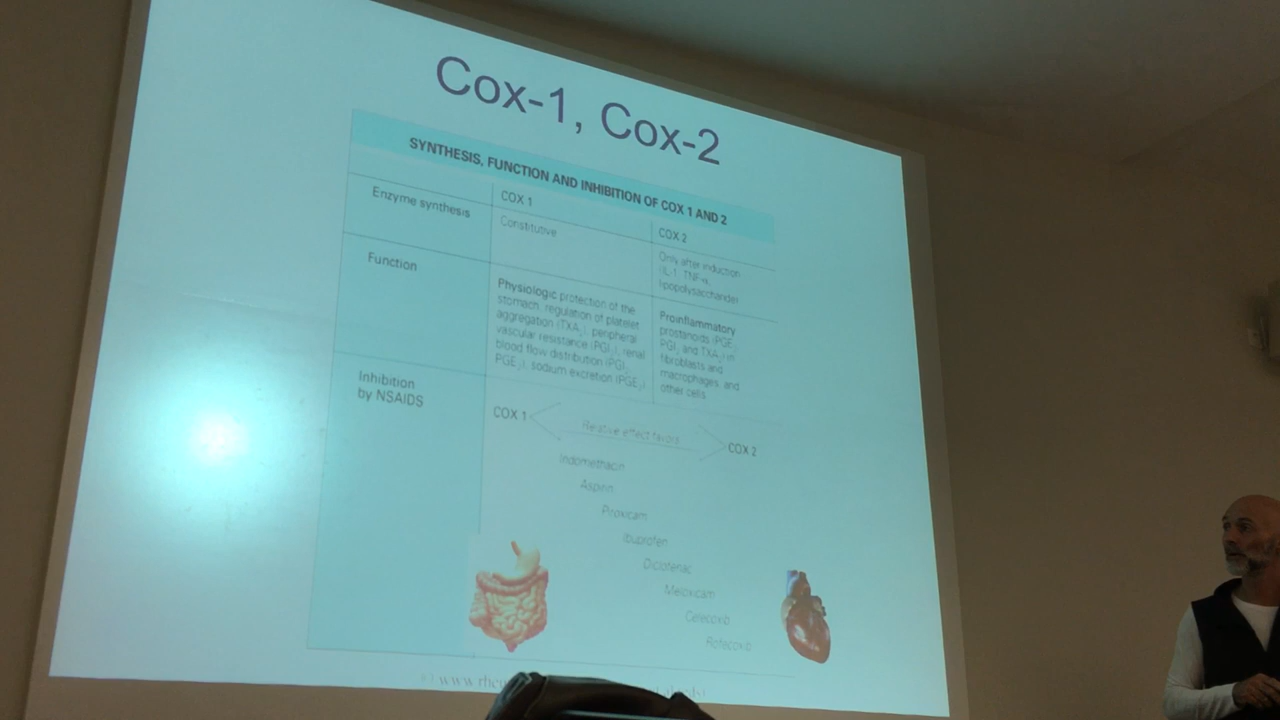 Cox-1, Cox-2
SYNTHESIS, FUNCTION AND INHIBITION OF COX 1 AND 2
Enzyme synthesis
COX 1
Constitutive
COX 2
Only after induction
(IL-1, TNF-α,
lipopolysaccharide)
Function
Physiologic protection of the
stomach, regulation of platelet
aggregation (TXA₂), peripheral
vascular resistance (PGI₂), renal
blood flow distribution (PGI₂,
PGE₂), sodium excretion (PGE₂)
Proinflammatory
prostanoids (PGE₂,
PGI₂ and TXA₂) in
fibroblasts and
macrophages and
other cells
Inhibition
by NSAIDS
COX 1
Relative effect favors
COX 2
Indomethacin
Aspirin
Piroxicam
Ibuprofen
Diclofenac
Meloxicam
Celecoxib
Rofecoxib
www